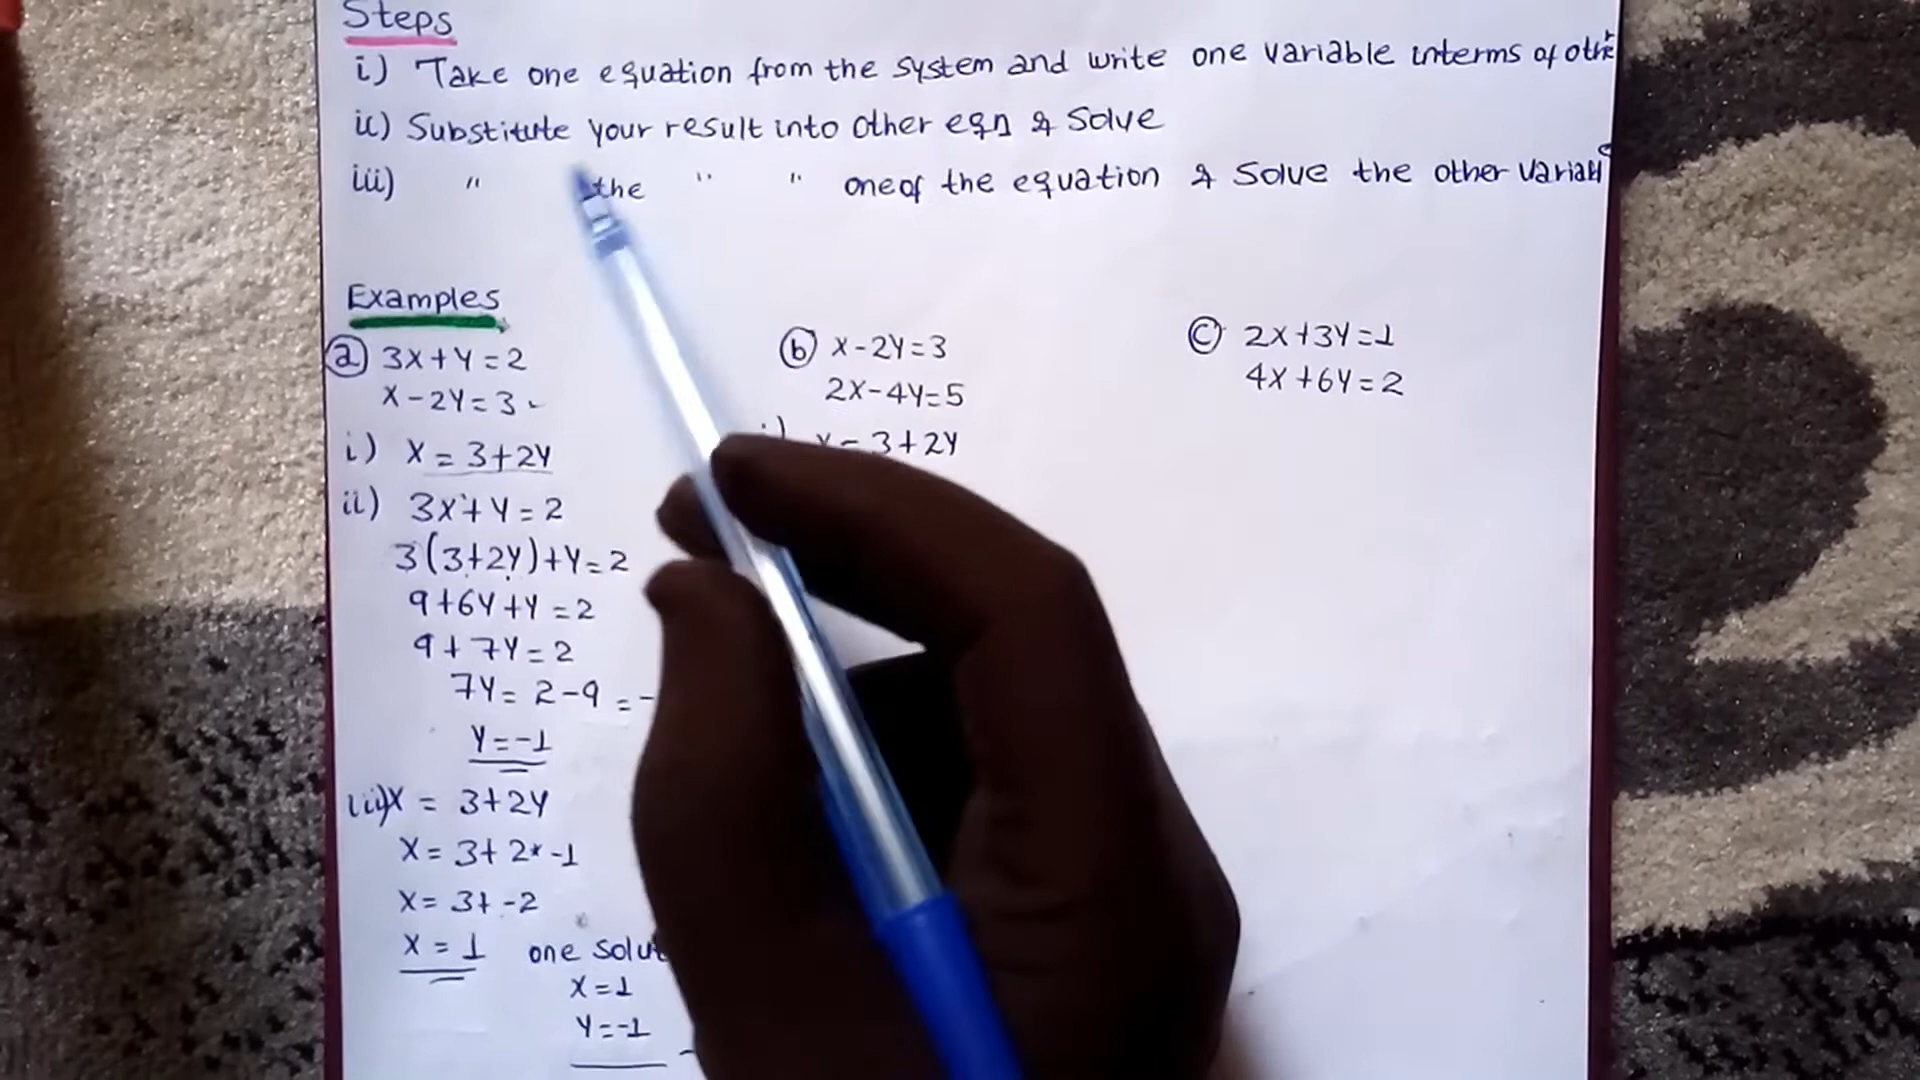 Steps
i) Take one equation from the system and write one variable interms of othe
ii) Substitute your result into other eqn & Solve
iii) " the " " one of the equation & Solve the other Variabl
Examples
ⓐ 3x+y=2
x-2y=3
i) x=3+2y
ii) 3x+y=2
3(3+2y)+y=2
9+6y+y=2
9+7y=2
7y=2-9=-
y=-1
iii) x=3+2y
x=3+2*-1
x=3+-2
x=1 one solut
x=1
y=-1
ⓑ x-2y=3
2x-4y=5
x=3+2y
ⓒ 2x+3y=1
4x+6y=2